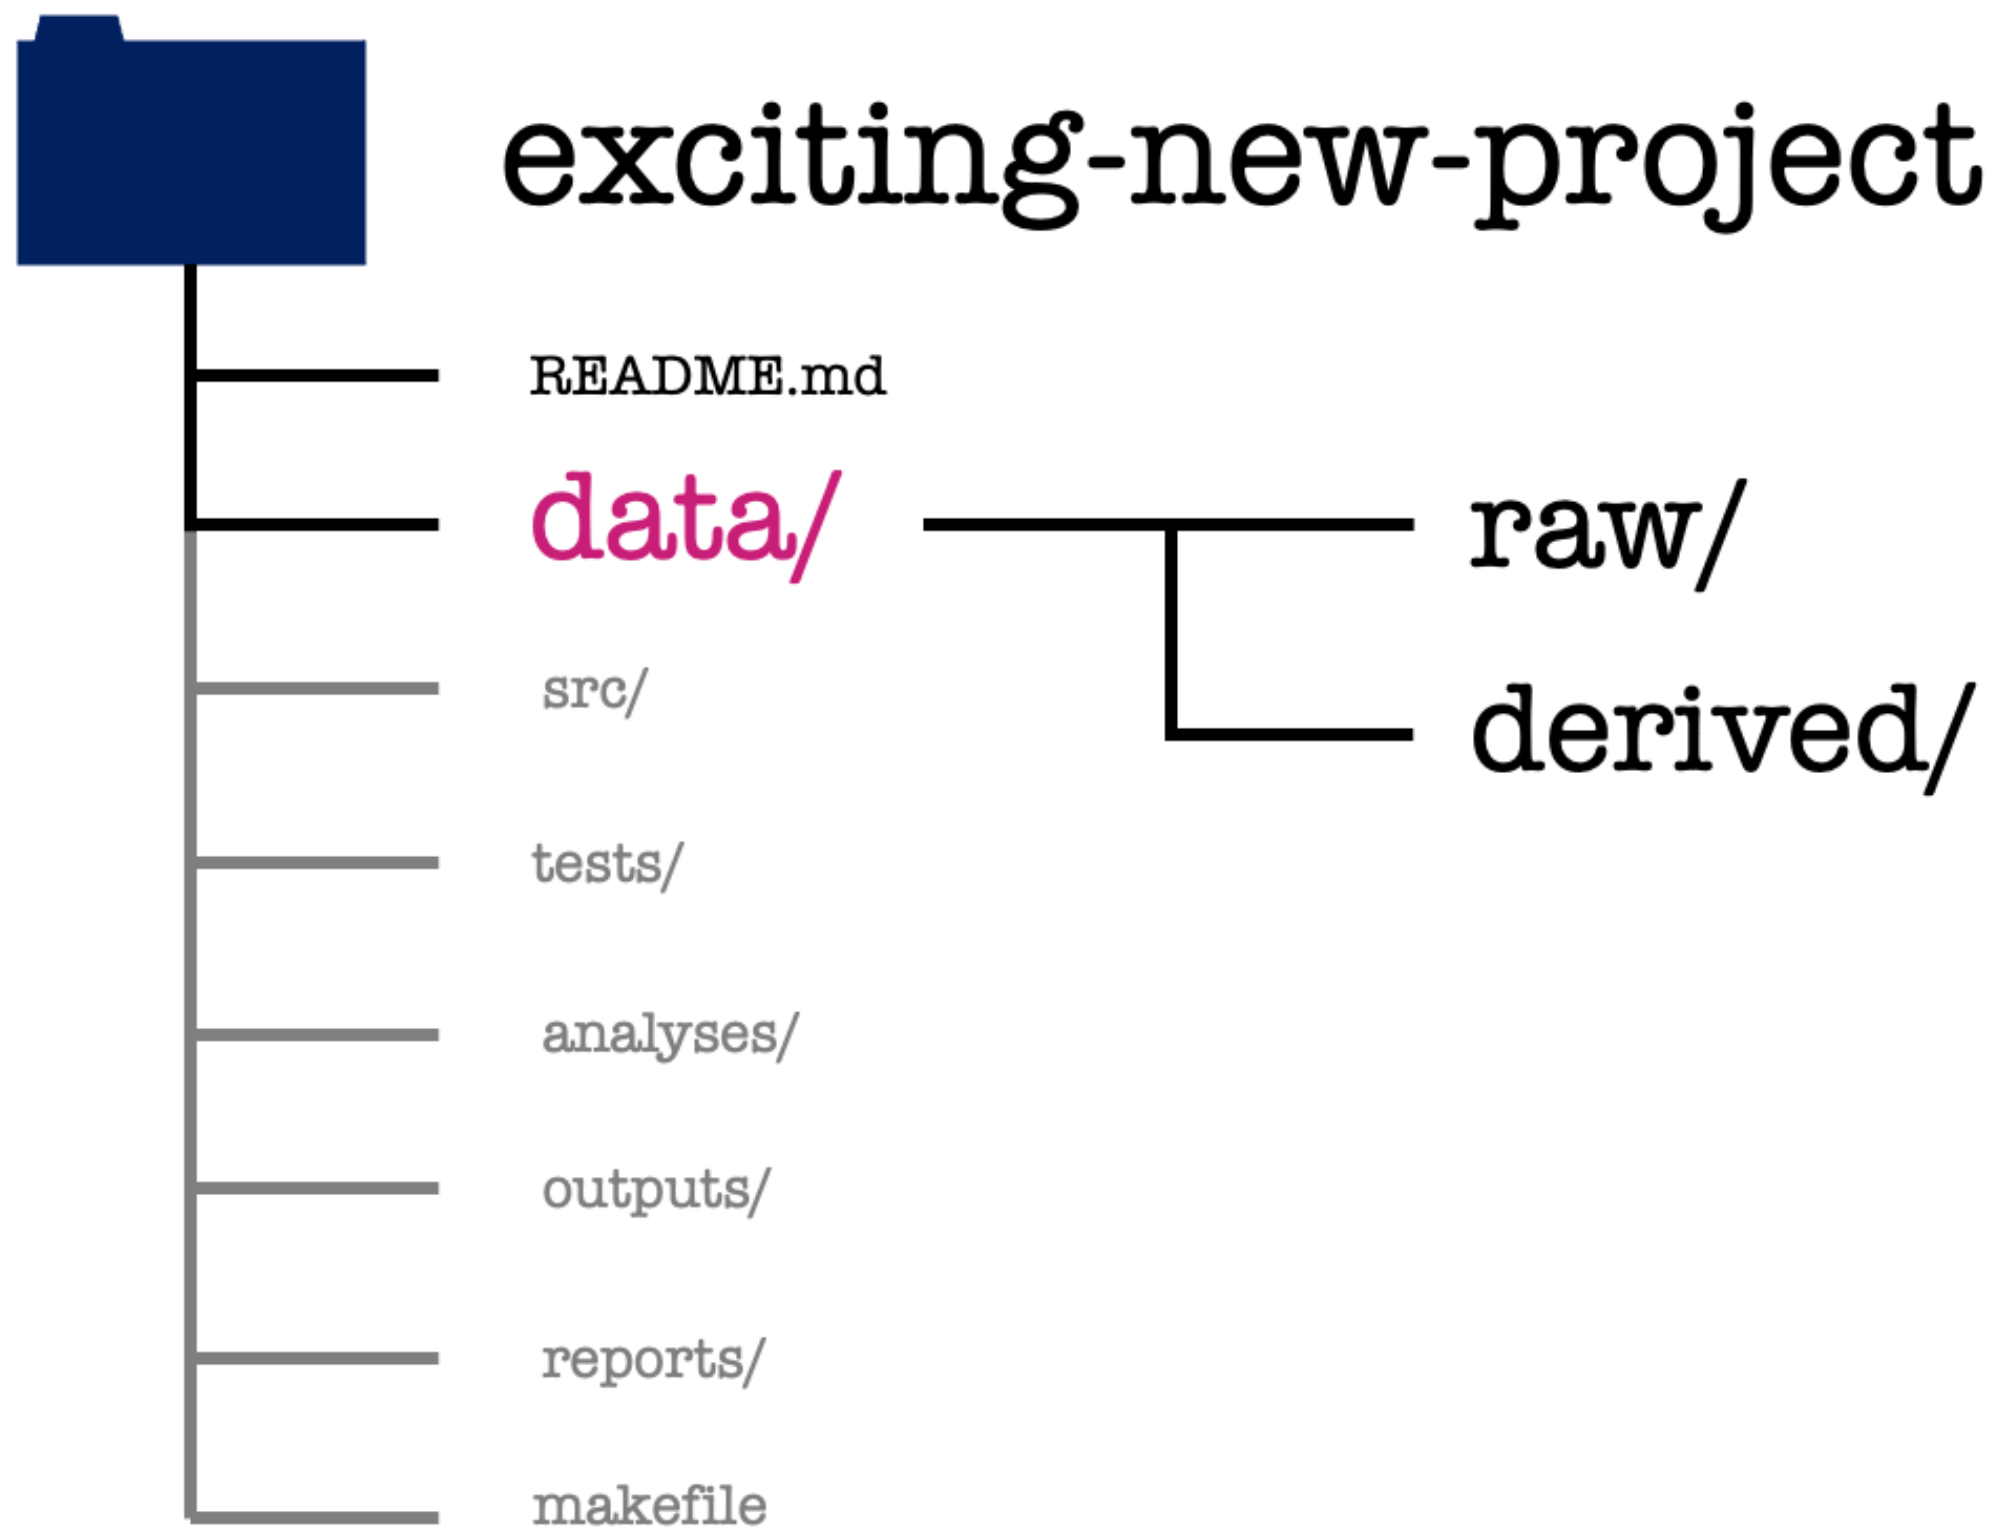 exciting-new-project
README.md
data/
raw/
src/
derived/
tests/
analyses/
outputs/
reports/
makefile